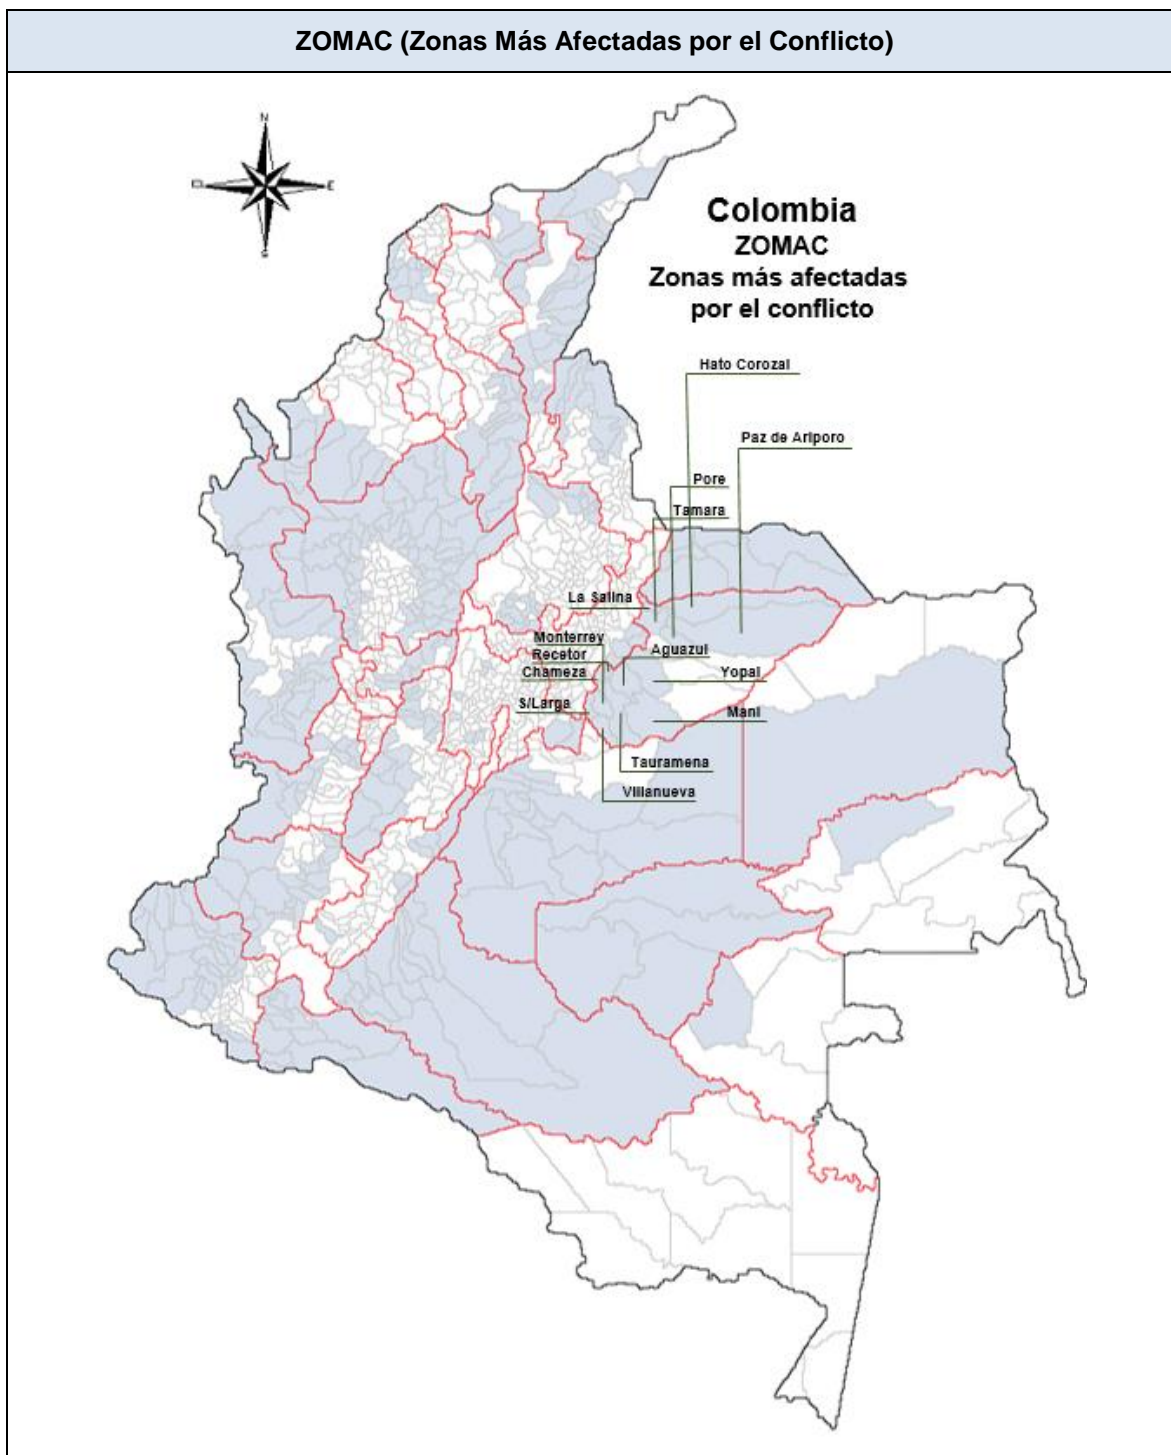 ZOMAC (Zonas Más Afectadas por el Conflicto)
N
O
E
S
Colombia
ZOMAC
Zonas más afectadas
por el conflicto
Hato Corozal
Paz de Ariporo
Pore
Tamara
La Salina
Monterrey
Recetor
Aguazul
Chameza
Yopal
S/Larga
Mani
Tauramena
Villanueva